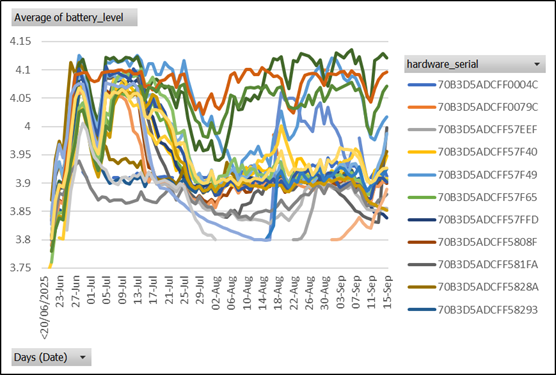 Average of battery_level
4.15
4.1
4.05
4
3.95
3.9
3.85
3.8
3.75
<20/06/2025
23-Jun
27-Jun
01-Jul
05-Jul
09-Jul
13-Jul
17-Jul
21-Jul
25-Jul
29-Jul
02-Aug
06-Aug
10-Aug
14-Aug
18-Aug
22-Aug
26-Aug
30-Aug
03-Sep
07-Sep
11-Sep
15-Sep
hardware_serial
70B3D5ADCFF0004C
70B3D5ADCFF0079C
70B3D5ADCFF57EEF
70B3D5ADCFF57F40
70B3D5ADCFF57F49
70B3D5ADCFF57F65
70B3D5ADCFF57FFD
70B3D5ADCFF5808F
70B3D5ADCFF581FA
70B3D5ADCFF5828A
70B3D5ADCFF58293
Days (Date)